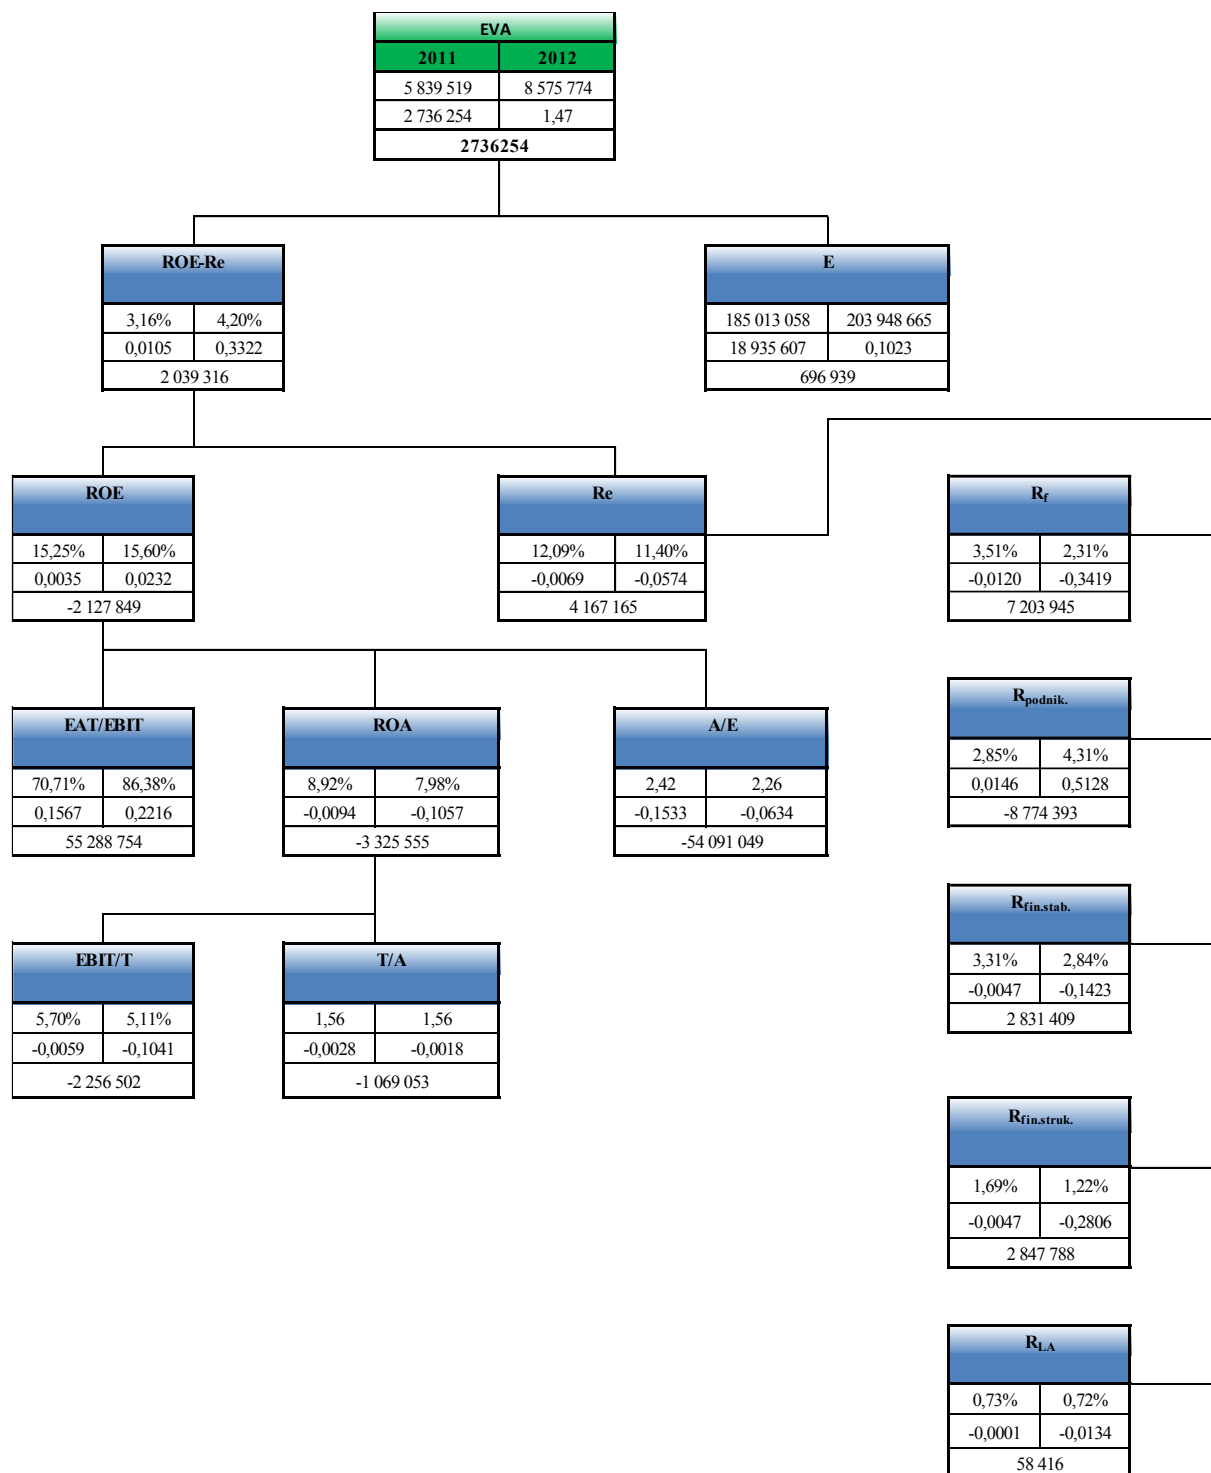 EVA
2011 2012
5 839 519 8 575 774
2 736 254 1,47
2736254
ROE-Re
3,16% 4,20%
0,0105 0,3322
2 039 316
E
185 013 058 203 948 665
18 935 607 0,1023
696 939
ROE
15,25% 15,60%
0,0035 0,0232
-2 127 849
Re
12,09% 11,40%
-0,0069 -0,0574
4 167 165
Rf
3,51% 2,31%
-0,0120 -0,3419
7 203 945
EAT/EBIT
70,71% 86,38%
0,1567 0,2216
55 288 754
ROA
8,92% 7,98%
-0,0094 -0,1057
-3 325 555
A/E
2,42 2,26
-0,1533 -0,0634
-54 091 049
Rpodnik.
2,85% 4,31%
0,0146 0,5128
-8 774 393
EBIT/T
5,70% 5,11%
-0,0059 -0,1041
-2 256 502
T/A
1,56 1,56
-0,0028 -0,0018
-1 069 053
Rfin.stab.
3,31% 2,84%
-0,0047 -0,1423
2 831 409
Rfin.struk.
1,69% 1,22%
-0,0047 -0,2806
2 847 788
RLA
0,73% 0,72%
-0,0001 -0,0134
58 416